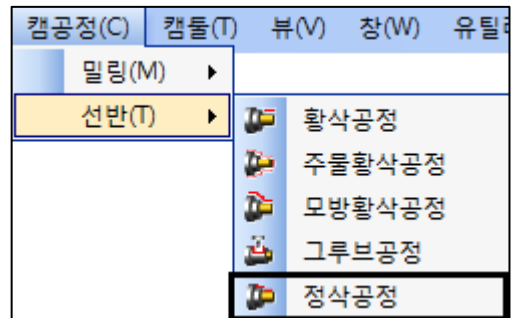 캠공정(C) 캠툴(T) 뷰(V) 창(W) 유틸
밀링(M)
선반(T)
황삭공정
주물황삭공정
모방황삭공정
그루브공정
정삭공정